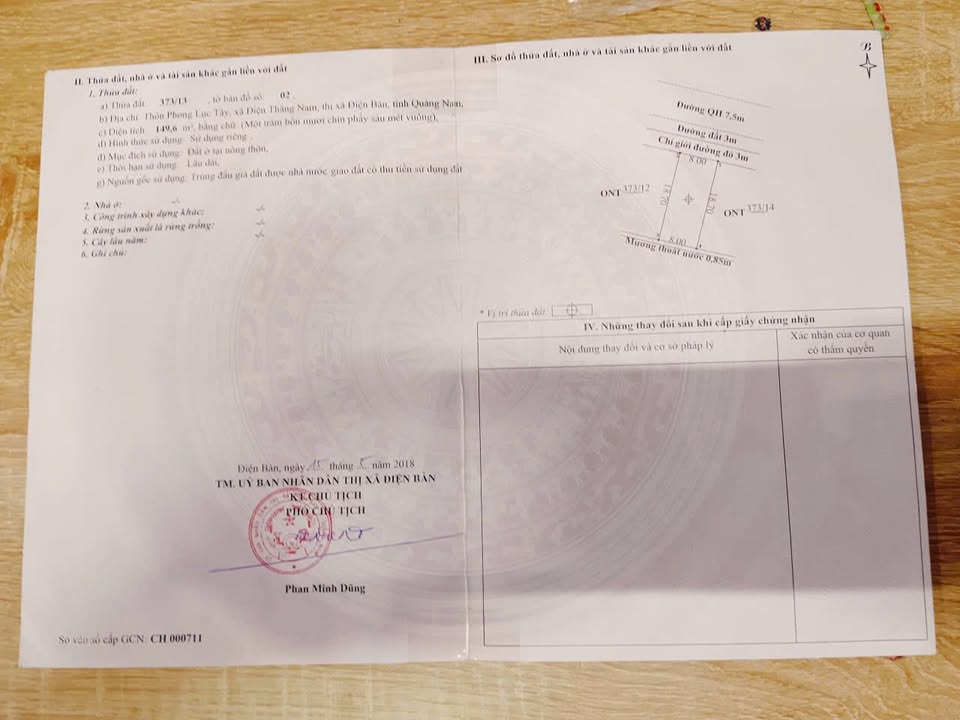 II. Thửa đất, nhà ở và tài sản khác gắn liền với đất
1. Thửa đất:
a) Thửa đất 373/13 , tờ bản đồ số 02 .
b) Địa chỉ: Thôn Phong Lục Tây, xã Điện Thắng Nam, thị xã Điện Bàn, tỉnh Quảng Nam,
c) Diện tích 149,6 m², bằng chữ: (Một trăm bốn mươi chín phẩy sáu mét vuông),
d) Hình thức sử dụng: Sử dụng riêng .
đ) Mục đích sử dụng: Đất ở tại nông thôn,
e) Thời hạn sử dụng Lâu dài,
g) Nguồn gốc sử dụng: Trúng đấu giá đất được nhà nước giao đất có thu tiền sử dụng đất
2. Nhà ở:
3. Công trình xây dựng khác:
4. Rừng sản xuất là rừng trồng:
5. Cây lâu năm:
6. Ghi chú:
Điện Bàn, ngày 15 tháng 5 năm 2018
TM. UỶ BAN NHÂN DÂN THỊ XÃ ĐIỆN BÀN
KT.CHỦ TỊCH
PHÓ CHỦ TỊCH
Phan Minh Dũng
Số vào sổ cấp GCN: CH 000711
III. Sơ đồ thửa đất, nhà ở và tài sản khác gắn liền với đất
B
Đường QH 7,5m
Đường đất 3m
Chỉ giới đường đỏ 3m
8.00
ONT 373/12
18.70
18.70
ONT 373/14
8.00
Mương thoát nước 0,85m
* Vị trí thửa đất:
IV. Những thay đổi sau khi cấp giấy chứng nhận
Nội dung thay đổi và cơ sở pháp lý
Xác nhận của cơ quan
có thẩm quyền